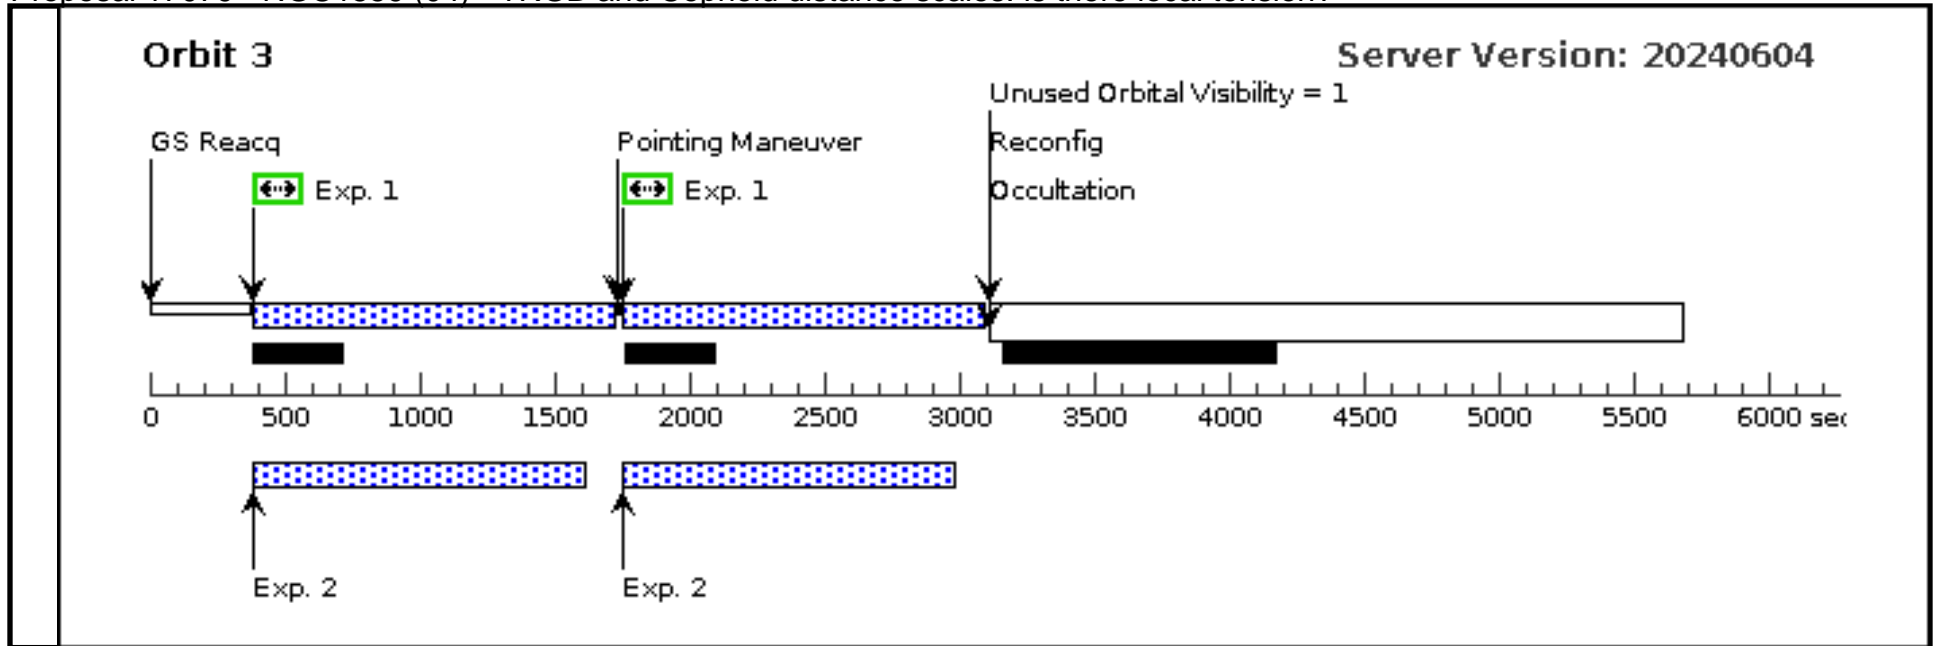 Orbit 3
Server Version: 20240604
Unused Orbital Visibility = 1
GS Reacq
Pointing Maneuver
Reconfig
Exp. 1
Exp. 1
Occultation
0 500 1000 1500 2000 2500 3000 3500 4000 4500 5000 5500 6000 sec
Exp. 2
Exp. 2